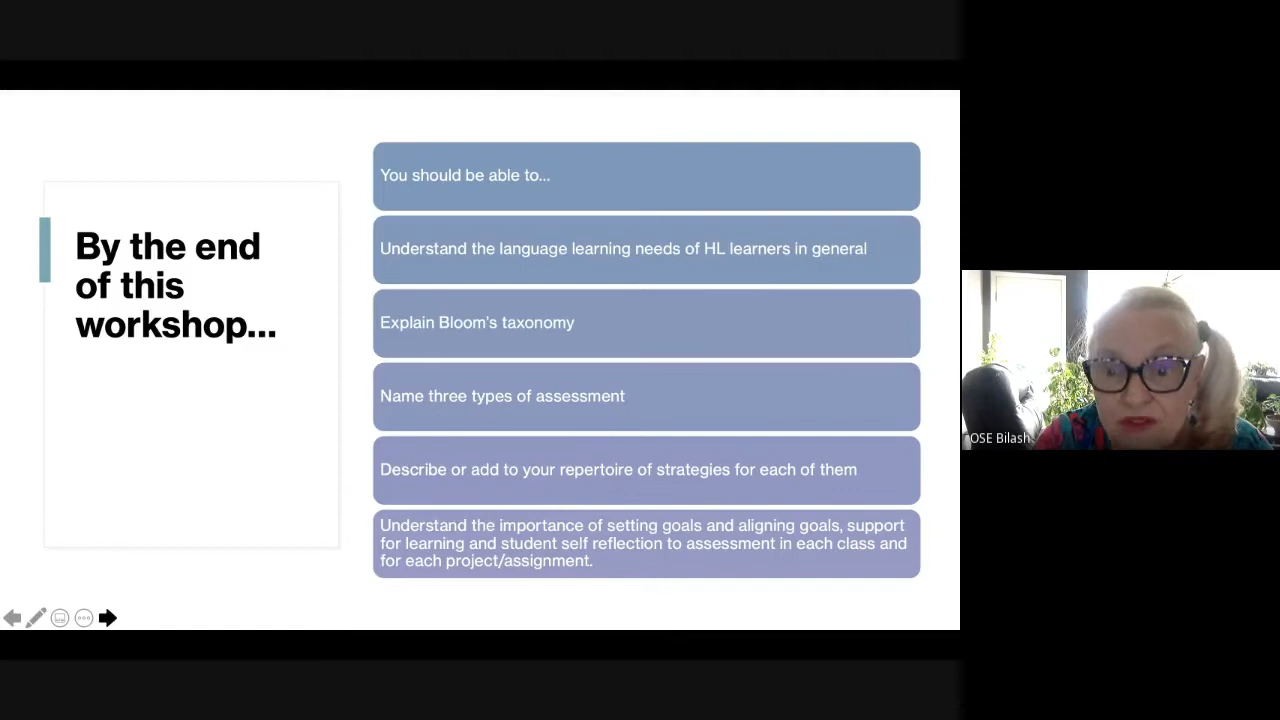 By the end
of this
workshop...
You should be able to...
Understand the language learning needs of HL learners in general
Explain Bloom's taxonomy
Name three types of assessment
Describe or add to your repertoire of strategies for each of them
Understand the importance of setting goals and aligning goals, support
for learning and student self reflection to assessment in each class and
for each project/assignment.
OSE Bilash